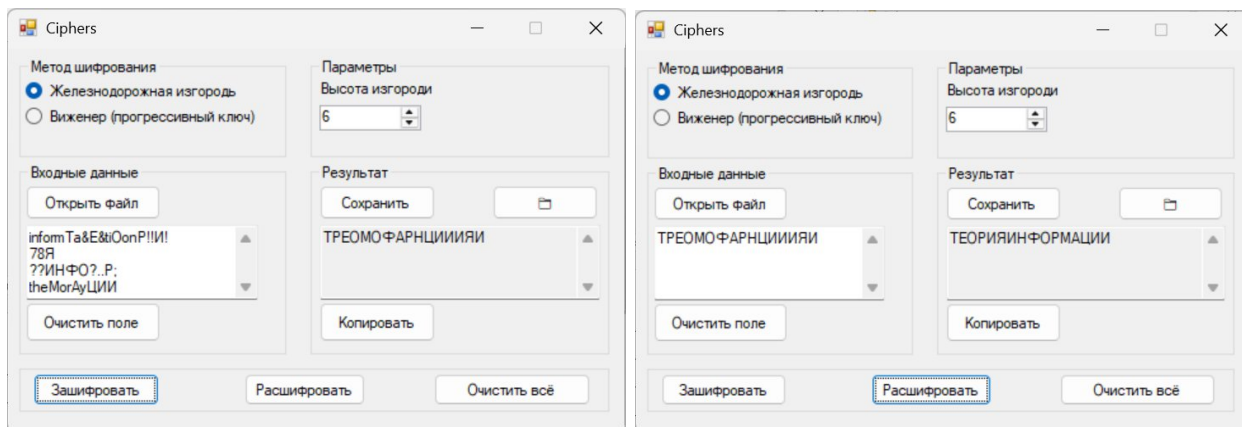 Ciphers
Метод шифрования
Железнодорожная изгородь
Виженер (прогрессивный ключ)
Параметры
Высота изгороди
6
Входные данные
Открыть файл
informTa&E&tiOonP!!И!
78Я
??ИНФО?..Р;
theMorAyЦИИ
Очистить поле
Результат
Сохранить
ТРЕОМОФАРНЦИИИЯИ
Копировать
Зашифровать
Расшифровать
Очистить всё
Ciphers
Метод шифрования
Железнодорожная изгородь
Виженер (прогрессивный ключ)
Параметры
Высота изгороди
6
Входные данные
Открыть файл
ТРЕОМОФАРНЦИИИЯИ
Очистить поле
Результат
Сохранить
ТЕОРИЯИНФОРМАЦИИ
Копировать
Зашифровать
Расшифровать
Очистить всё